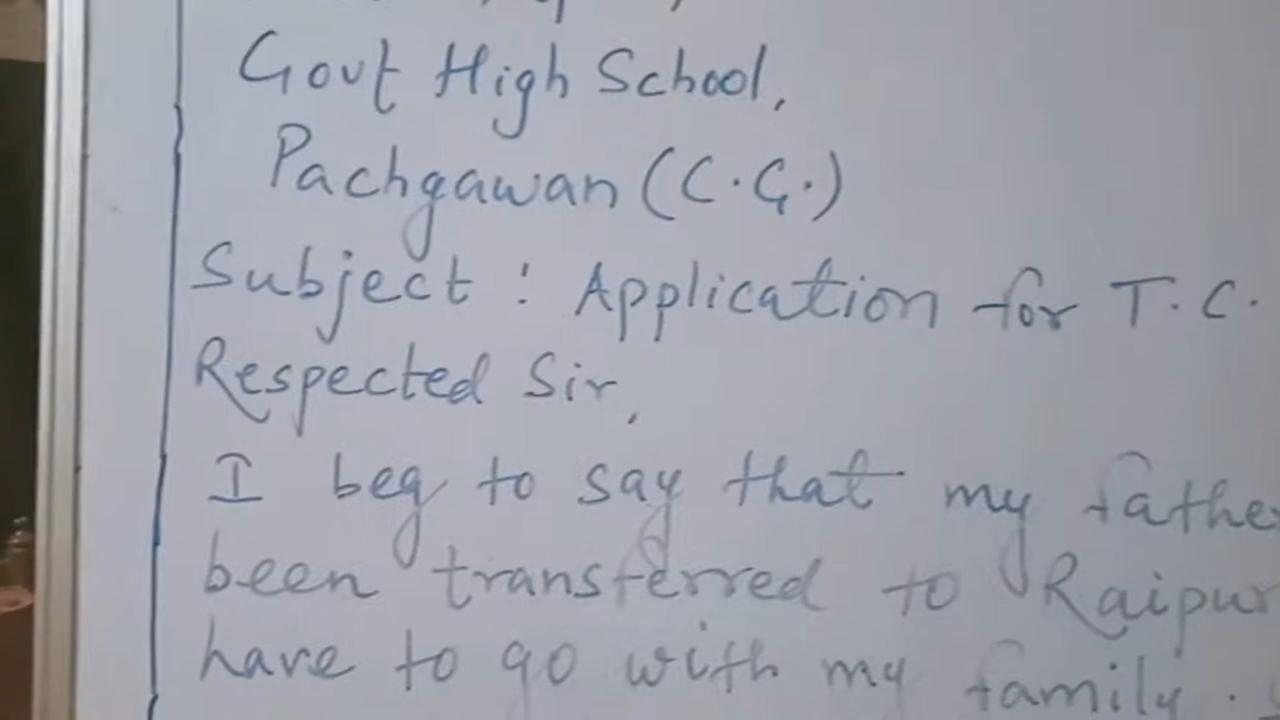 Govt High School,
Pachgawan (C.G.)
Subject : Application for T.C.
Respected Sir,
I beg to say that my
been transferred to Raipur
have to go with my family.